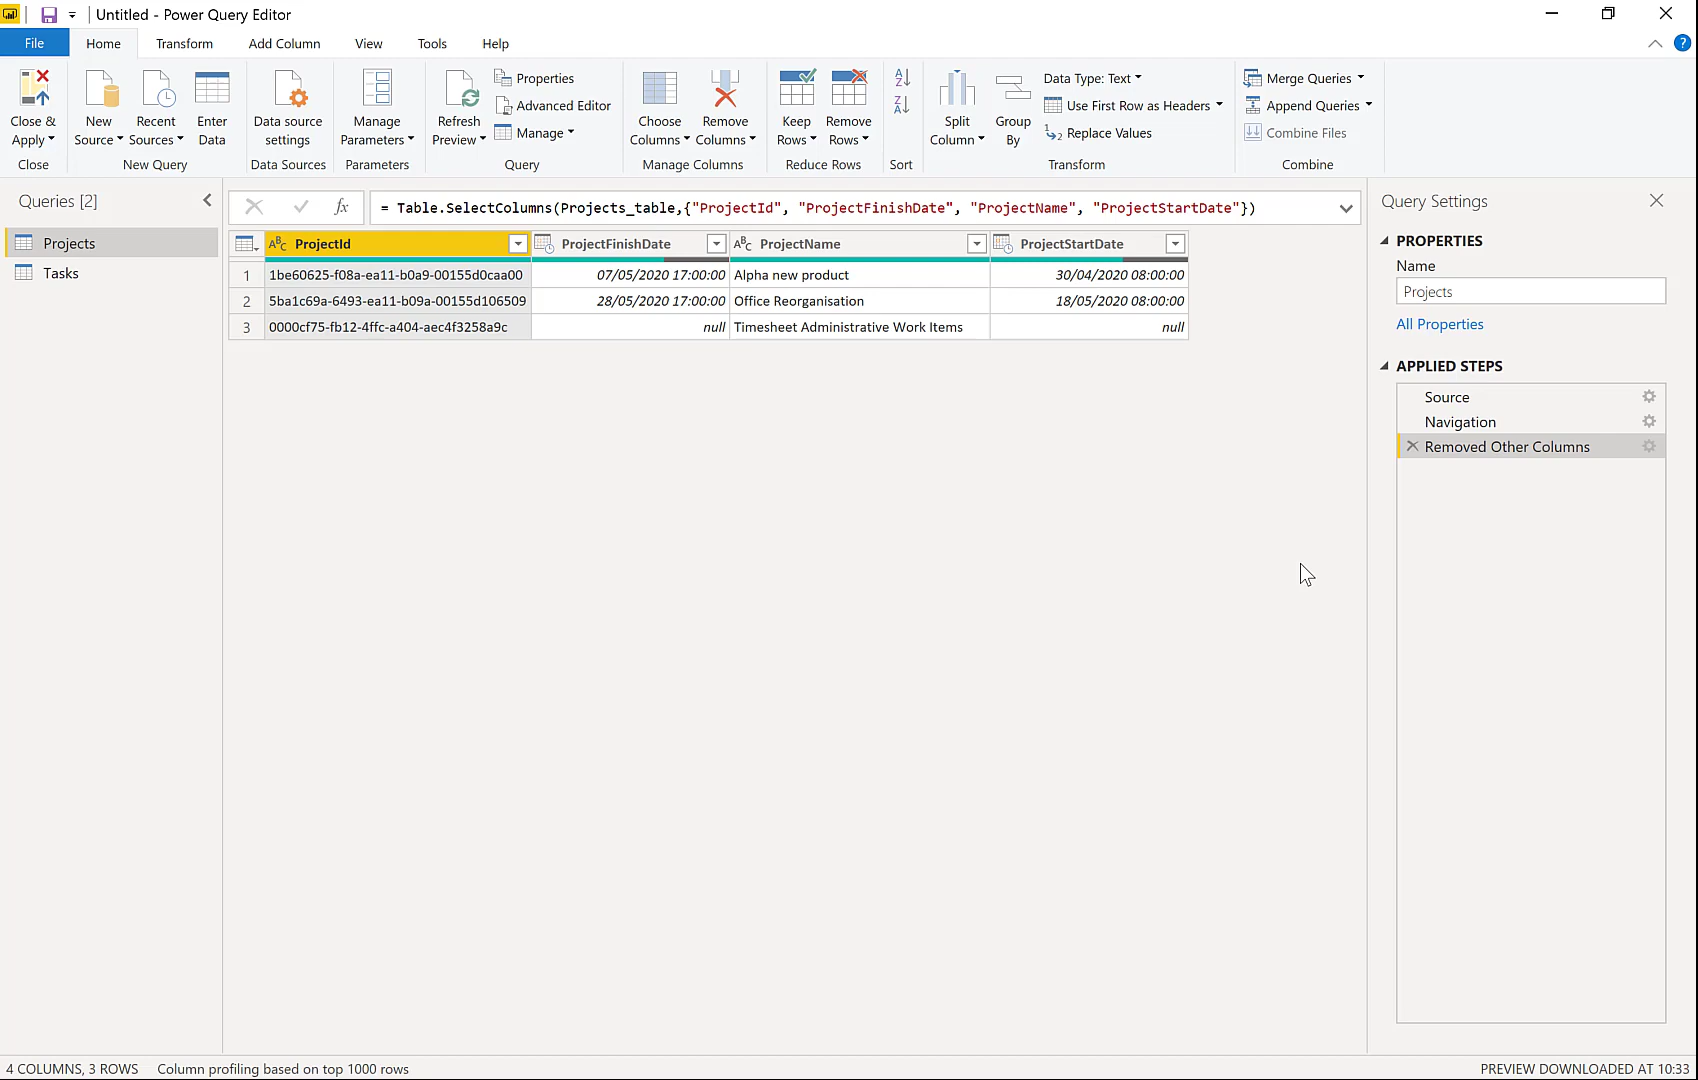 Untitled - Power Query Editor
File Home Transform Add Column View Tools Help
Close & Apply
New Source
Recent Sources
Enter Data
Data source settings
Manage Parameters
Refresh Preview
Properties
Advanced Editor
Manage
Choose Columns
Remove Columns
Keep Rows
Remove Rows
Split Column
Group By
Data Type: Text
Use First Row as Headers
Replace Values
Merge Queries
Append Queries
Combine Files
Close New Query Data Sources Parameters Query Manage Columns Reduce Rows Sort Transform Combine
Queries [2]
Projects
Tasks
fx = Table.SelectColumns(Projects_table,{"ProjectId", "ProjectFinishDate", "ProjectName", "ProjectStartDate"})
ABC ProjectId ProjectFinishDate ABC ProjectName ProjectStartDate
1 1be60625-f08a-ea11-b0a9-00155d0caa00 07/05/2020 17:00:00 Alpha new product 30/04/2020 08:00:00
2 5ba1c69a-6493-ea11-b09a-00155d106509 28/05/2020 17:00:00 Office Reorganisation 18/05/2020 08:00:00
3 0000cf75-fb12-4ffc-a404-aec4f3258a9c null Timesheet Administrative Work Items null
Query Settings
PROPERTIES
Name
Projects
All Properties
APPLIED STEPS
Source
Navigation
Removed Other Columns
4 COLUMNS, 3 ROWS Column profiling based on top 1000 rows PREVIEW DOWNLOADED AT 10:33